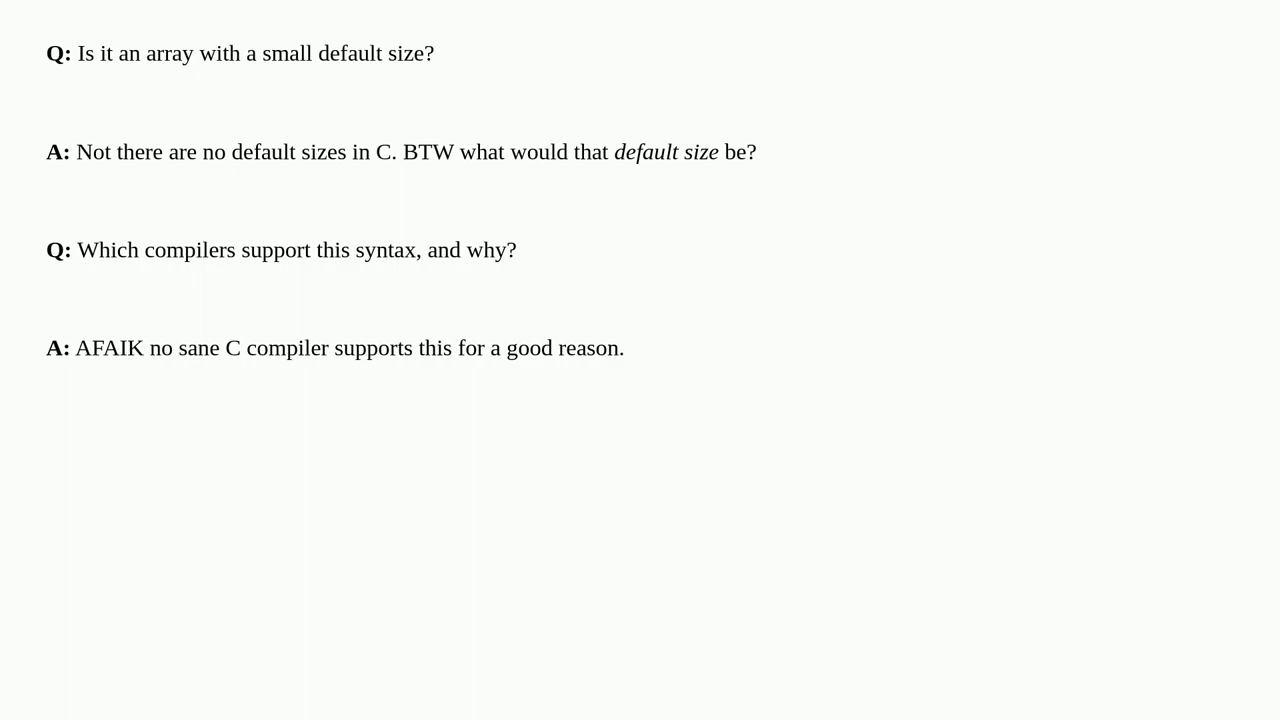 Q: Is it an array with a small default size?
A: Not there are no default sizes in C. BTW what would that default size be?
Q: Which compilers support this syntax, and why?
A: AFAIK no sane C compiler supports this for a good reason.